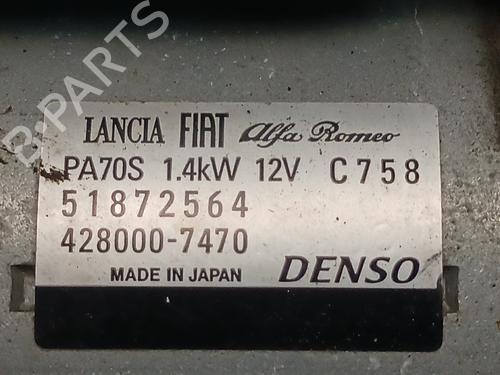 B-PARTS
LANCIA FIAT Alfa Romeo
PA70S 1.4kW 12V C758
51872564
428000-7470
MADE IN JAPAN DENSO